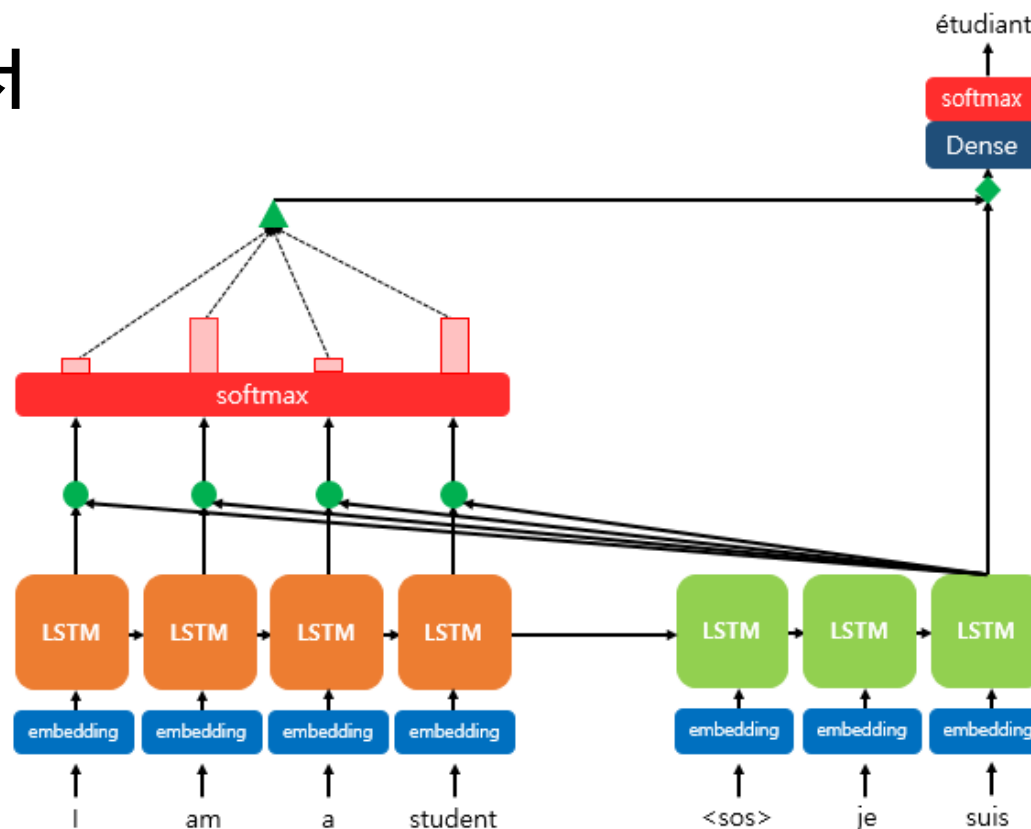 étudiant
softmax
Dense
softmax
LSTM LSTM LSTM LSTM LSTM LSTM LSTM
embedding embedding embedding embedding embedding embedding embedding
I am a student <sos> je suis